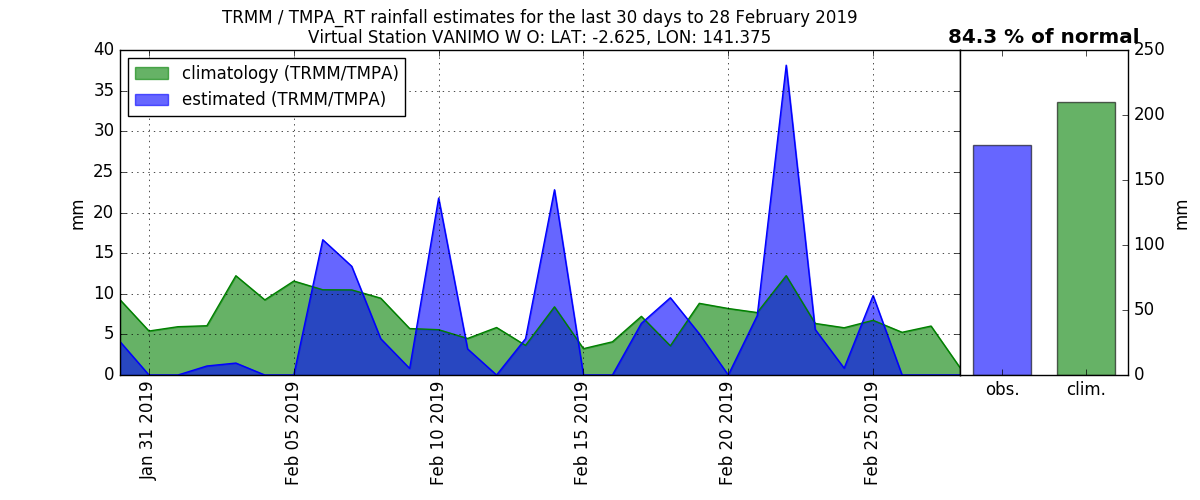 TRMM / TMPA_RT rainfall estimates for the last 30 days to 28 February 2019
Virtual Station VANIMO W O: LAT: -2.625, LON: 141.375
84.3 % of normal
climatology (TRMM/TMPA)
estimated (TRMM/TMPA)
mm
40
35
30
25
20
15
10
5
0
Jan 31 2019
Feb 05 2019
Feb 10 2019
Feb 15 2019
Feb 20 2019
Feb 25 2019
250
200
150
100
50
0
mm
obs.
clim.